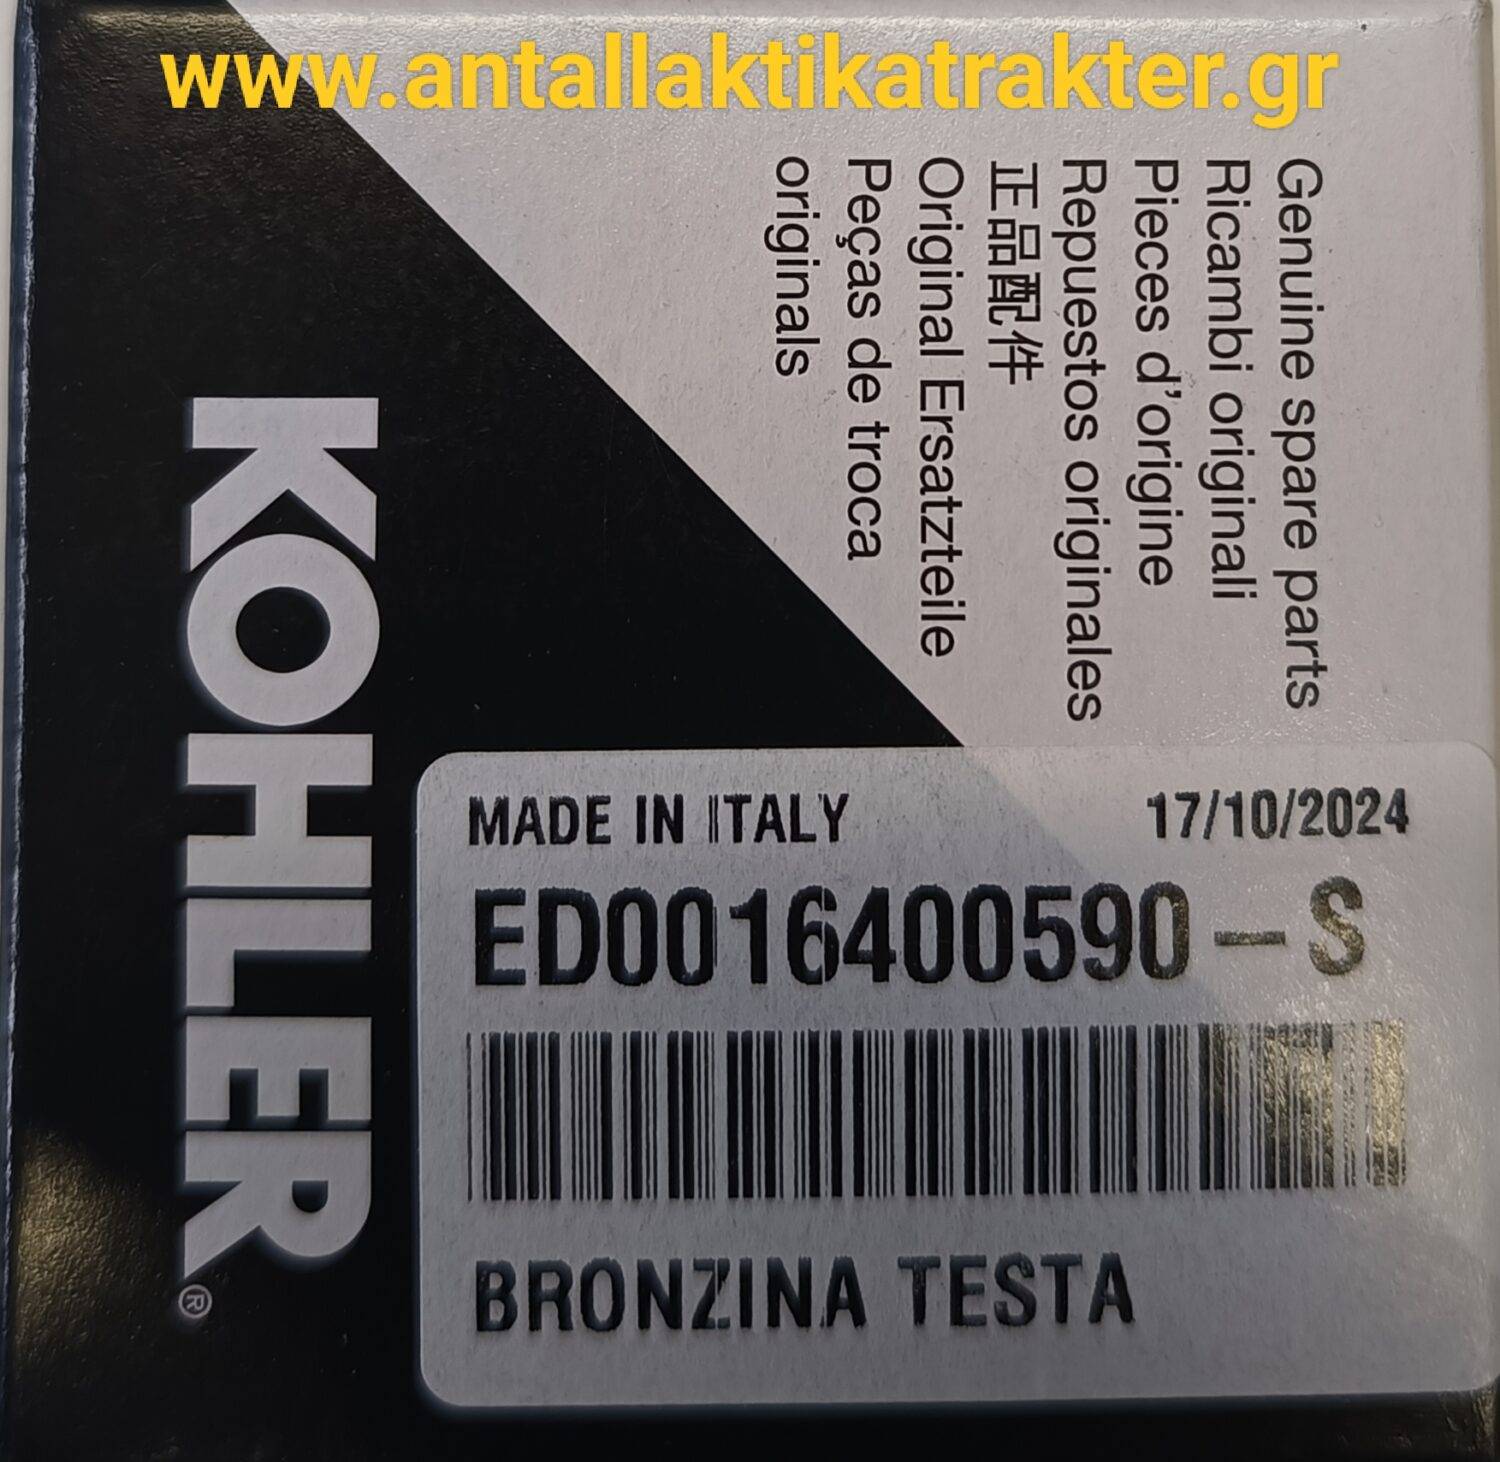 www.antallaktikatrakter.gr
Genuine spare parts
Ricambi originali
Pieces d'origine
Repuestos originales
正品配件
Original Ersatzteile
Peças de troca
originals
KOHLER®
MADE IN ITALY 17/10/2024
ED0016400590-S
BRONZINA TESTA